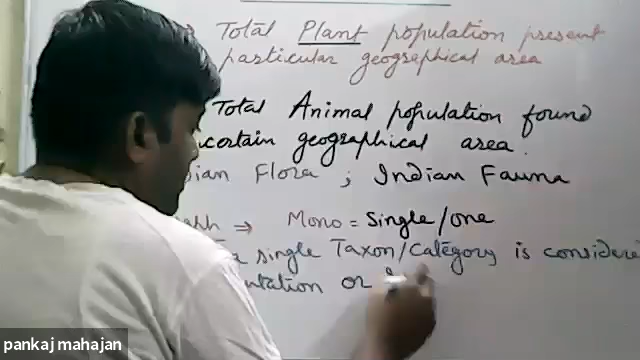 Total Plant population present
particular geographical area
Total Animal population found
certain geographical area.
Flora ; Indian Fauna
⇒ Mono = Single/one
a single Taxon/Category is considere
or
pankaj mahajan